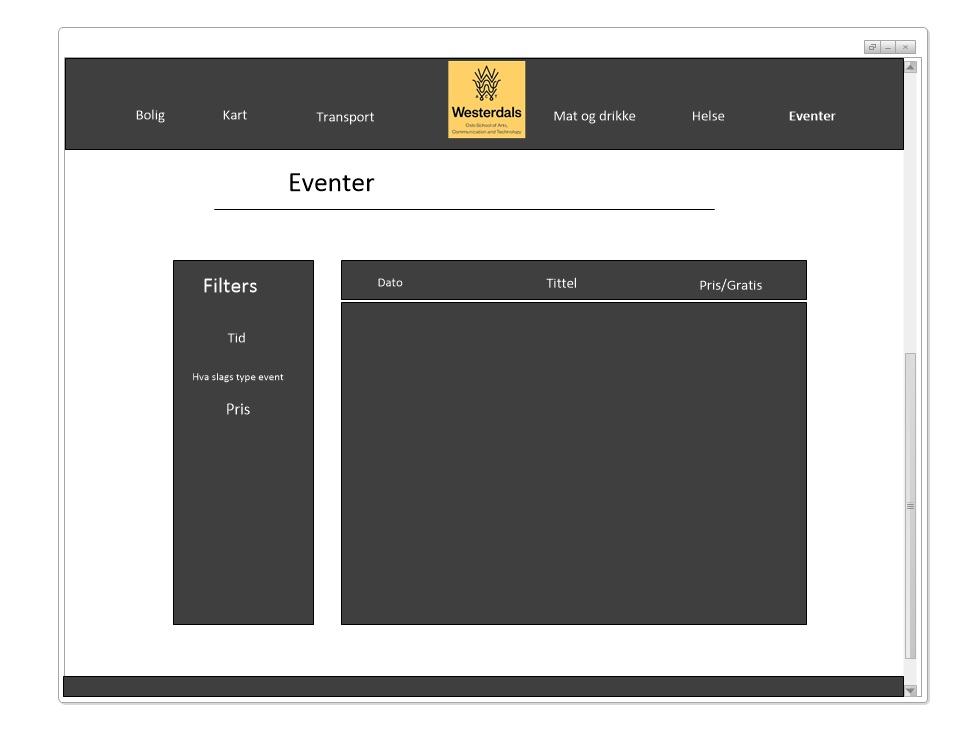 Bolig
Kart
Transport
Westerdals
Oslo School of Arts,
Communication and Technology
Mat og drikke
Helse
Eventer
Eventer
Filters
Tid
Hva slags type event
Pris
Dato
Tittel
Pris/Gratis